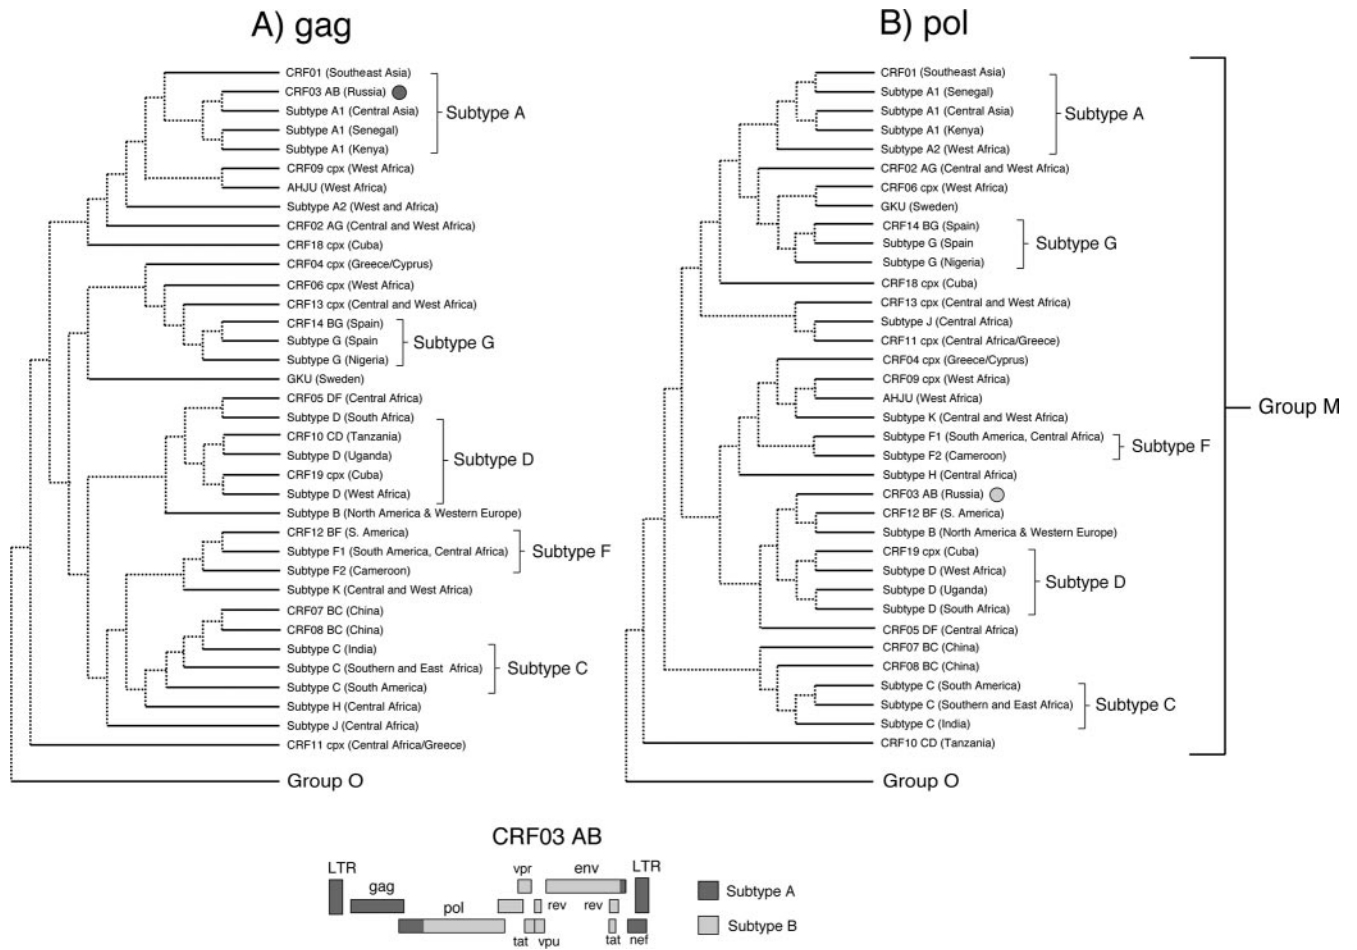 A) gag
CRF01 (Southeast Asia)
CRF03 AB (Russia)
Subtype A1 (Central Asia)
Subtype A1 (Senegal)
Subtype A1 (Kenya)
Subtype A
CRF09 cpx (West Africa)
AHJU (West Africa)
Subtype A2 (West and Africa)
CRF02 AG (Central and West Africa)
CRF18 cpx (Cuba)
CRF04 cpx (Greece/Cyprus)
CRF06 cpx (West Africa)
CRF13 cpx (Central and West Africa)
CRF14 BG (Spain)
Subtype G (Spain
Subtype G (Nigeria)
Subtype G
GKU (Sweden)
CRF05 DF (Central Africa)
Subtype D (South Africa)
CRF10 CD (Tanzania)
Subtype D (Uganda)
CRF19 cpx (Cuba)
Subtype D (West Africa)
Subtype D
Subtype B (North America & Western Europe)
CRF12 BF (S. America)
Subtype F1 (South America, Central Africa)
Subtype F2 (Cameroon)
Subtype F
Subtype K (Central and West Africa)
CRF07 BC (China)
CRF08 BC (China)
Subtype C (India)
Subtype C (Southern and East Africa)
Subtype C (South America)
Subtype C
Subtype H (Central Africa)
Subtype J (Central Africa)
CRF11 cpx (Central Africa/Greece)
Group O
B) pol
CRF01 (Southeast Asia)
Subtype A1 (Senegal)
Subtype A1 (Central Asia)
Subtype A1 (Kenya)
Subtype A2 (West Africa)
Subtype A
CRF02 AG (Central and West Africa)
CRF06 cpx (West Africa)
GKU (Sweden)
CRF14 BG (Spain)
Subtype G (Spain
Subtype G (Nigeria)
Subtype G
CRF18 cpx (Cuba)
CRF13 cpx (Central and West Africa)
Subtype J (Central Africa)
CRF11 cpx (Central Africa/Greece)
CRF04 cpx (Greece/Cyprus)
CRF09 cpx (West Africa)
AHJU (West Africa)
Subtype K (Central and West Africa)
Subtype F1 (South America, Central Africa)
Subtype F2 (Cameroon)
Subtype F
Subtype H (Central Africa)
CRF03 AB (Russia)
CRF12 BF (S. America)
Subtype B (North America & Western Europe)
CRF19 cpx (Cuba)
Subtype D (West Africa)
Subtype D (Uganda)
Subtype D (South Africa)
Subtype D
CRF05 DF (Central Africa)
CRF07 BC (China)
CRF08 BC (China)
Subtype C (South America)
Subtype C (Southern and East Africa)
Subtype C (India)
Subtype C
CRF10 CD (Tanzania)
Group O
Group M
CRF03 AB
LTR
gag
pol
vpr
env
LTR
rev
rev
tat
vpu
tat
nef
Subtype A
Subtype B